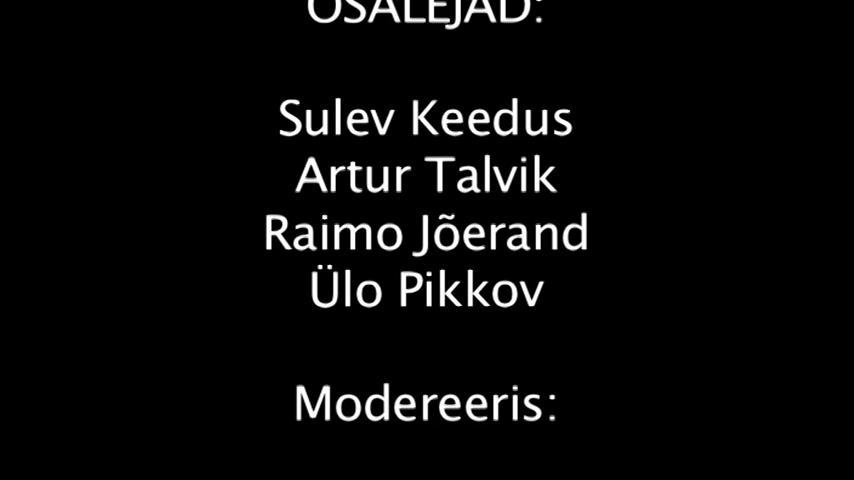 OSALEJAD:
Sulev Keedus
Artur Talvik
Raimo Jõerand
Ülo Pikkov
Modereeris: